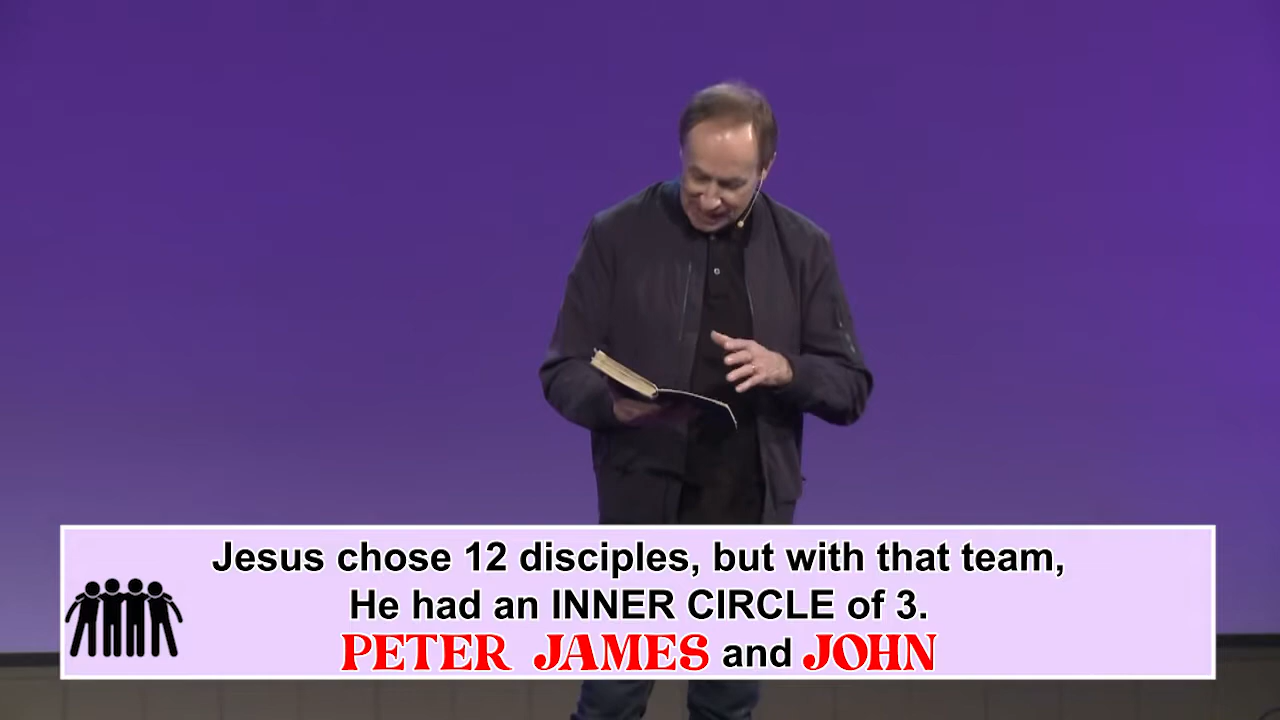 Jesus chose 12 disciples, but with that team,
He had an INNER CIRCLE of 3.
PETER JAMES and JOHN